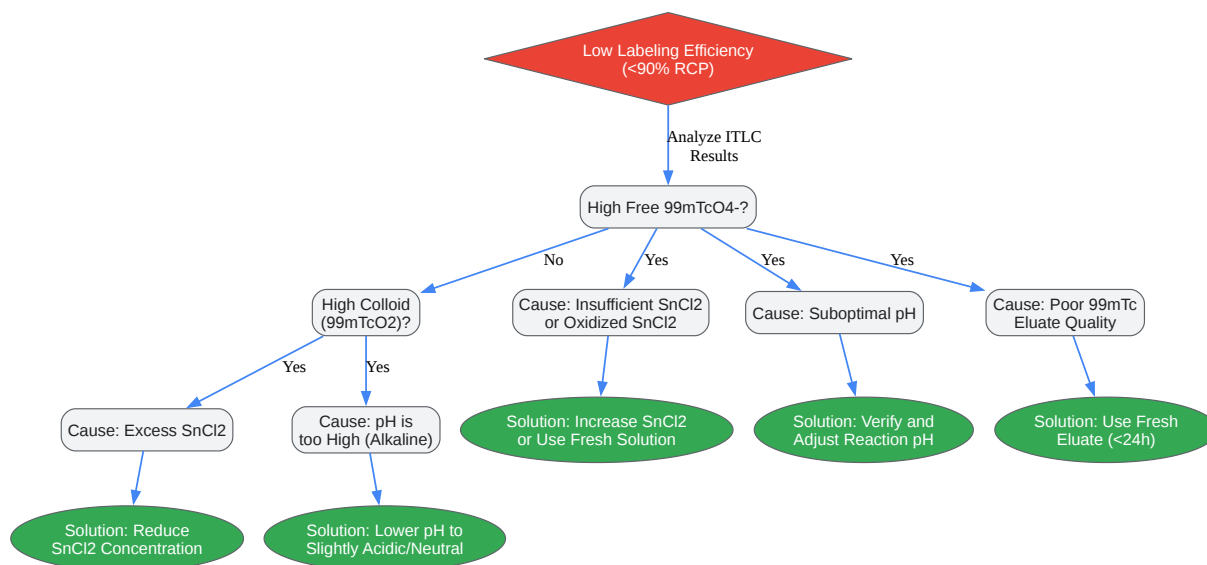 Low Labeling Efficiency
(<90% RCP)
Analyze ITLC
Results
High Free 99mTcO4-?
No
Yes
Yes
Yes
High Colloid
(99mTcO2)?
Cause: Insufficient SnCl2
or Oxidized SnCl2
Cause: Suboptimal pH
Cause: Poor 99mTc
Eluate Quality
Yes
Yes
Cause: Excess SnCl2
Cause: pH is
too High (Alkaline)
Solution: Increase SnCl2
or Use Fresh Solution
Solution: Verify and
Adjust Reaction pH
Solution: Use Fresh
Eluate (<24h)
Solution: Reduce
SnCl2 Concentration
Solution: Lower pH to
Slightly Acidic/Neutral